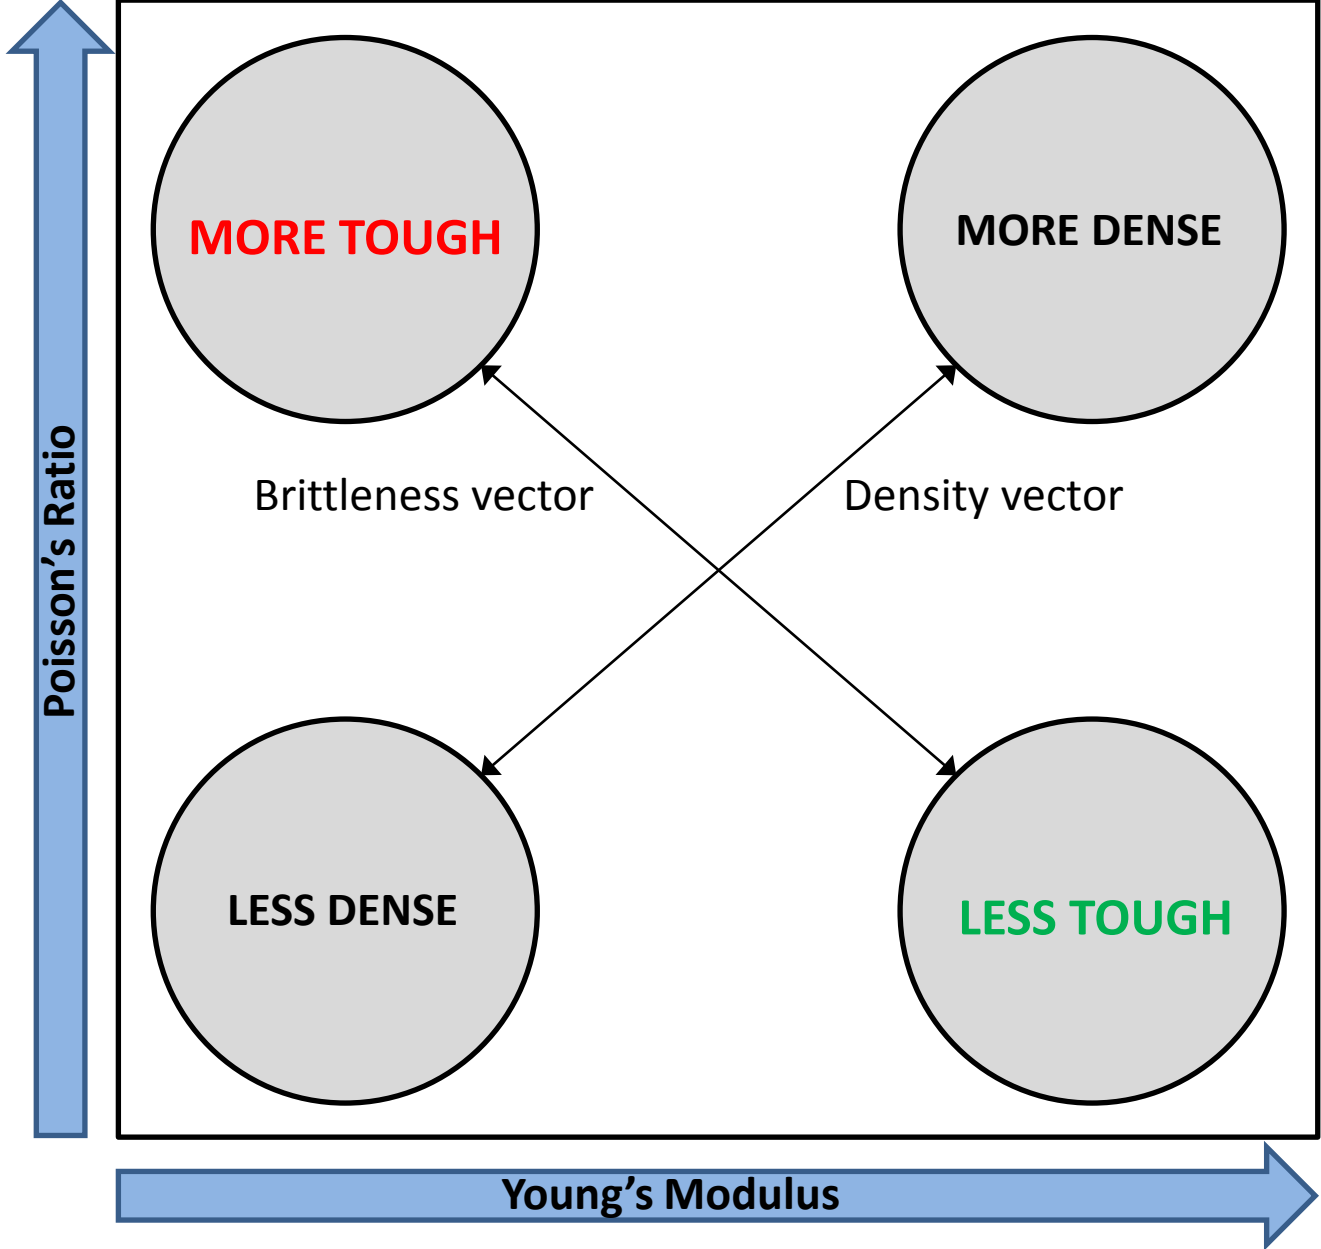 MORE TOUGH
MORE DENSE
Brittleness vector
Density vector
Poisson’s Ratio
LESS DENSE
LESS TOUGH
Young’s Modulus